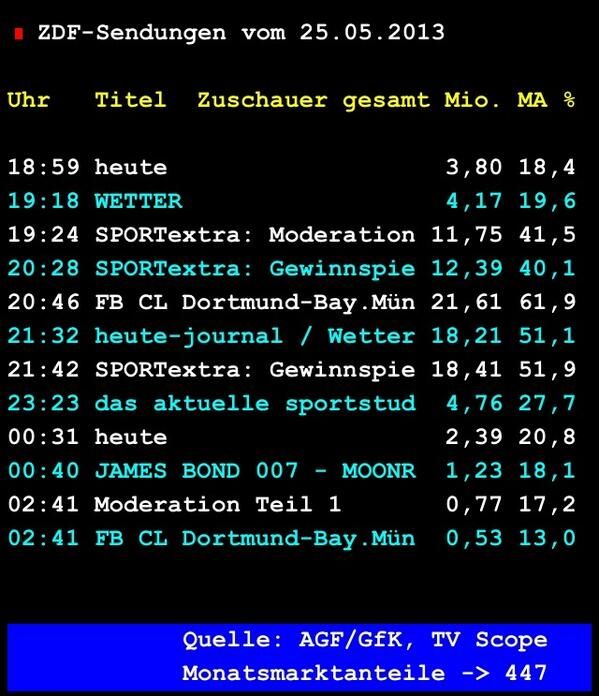 ZDF-Sendungen vom 25.05.2013
Uhr Titel Zuschauer gesamt Mio. MA %
18:59 heute 3,80 18,4
19:18 WETTER 4,17 19,6
19:24 SPORTextra: Moderation 11,75 41,5
20:28 SPORTextra: Gewinnspie 12,39 40,1
20:46 FB CL Dortmund-Bay.Mün 21,61 61,9
21:32 heute-journal / Wetter 18,21 51,1
21:42 SPORTextra: Gewinnspie 18,41 51,9
23:23 das aktuelle sportstud 4,76 27,7
00:31 heute 2,39 20,8
00:40 JAMES BOND 007 - MOONR 1,23 18,1
02:41 Moderation Teil 1 0,77 17,2
02:41 FB CL Dortmund-Bay.Mün 0,53 13,0
Quelle: AGF/GfK, TV Scope
Monatsmarktanteile -> 447